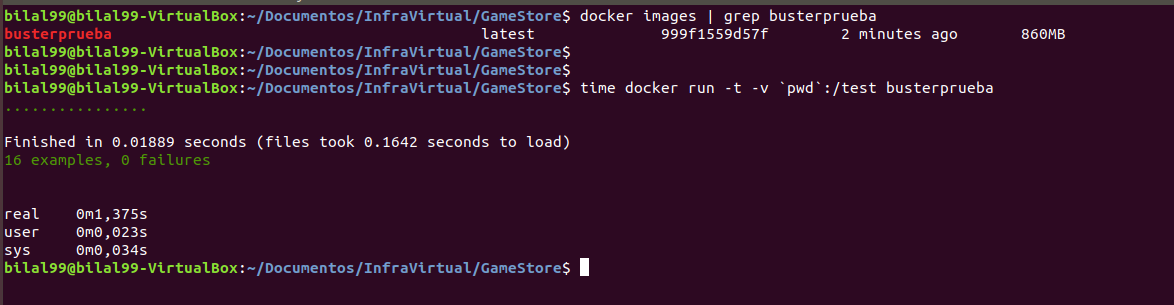 bilal99@bilal99-VirtualBox:~/Documentos/InfraVirtual/GameStore$ docker images | grep busterprueba
busterprueba latest 999f1559d57f 2 minutes ago 860MB
bilal99@bilal99-VirtualBox:~/Documentos/InfraVirtual/GameStore$
bilal99@bilal99-VirtualBox:~/Documentos/InfraVirtual/GameStore$
bilal99@bilal99-VirtualBox:~/Documentos/InfraVirtual/GameStore$ time docker run -t -v `pwd`:/test busterprueba
................
Finished in 0.01889 seconds (files took 0.1642 seconds to load)
16 examples, 0 failures
real 0m1,375s
user 0m0,023s
sys 0m0,034s
bilal99@bilal99-VirtualBox:~/Documentos/InfraVirtual/GameStore$